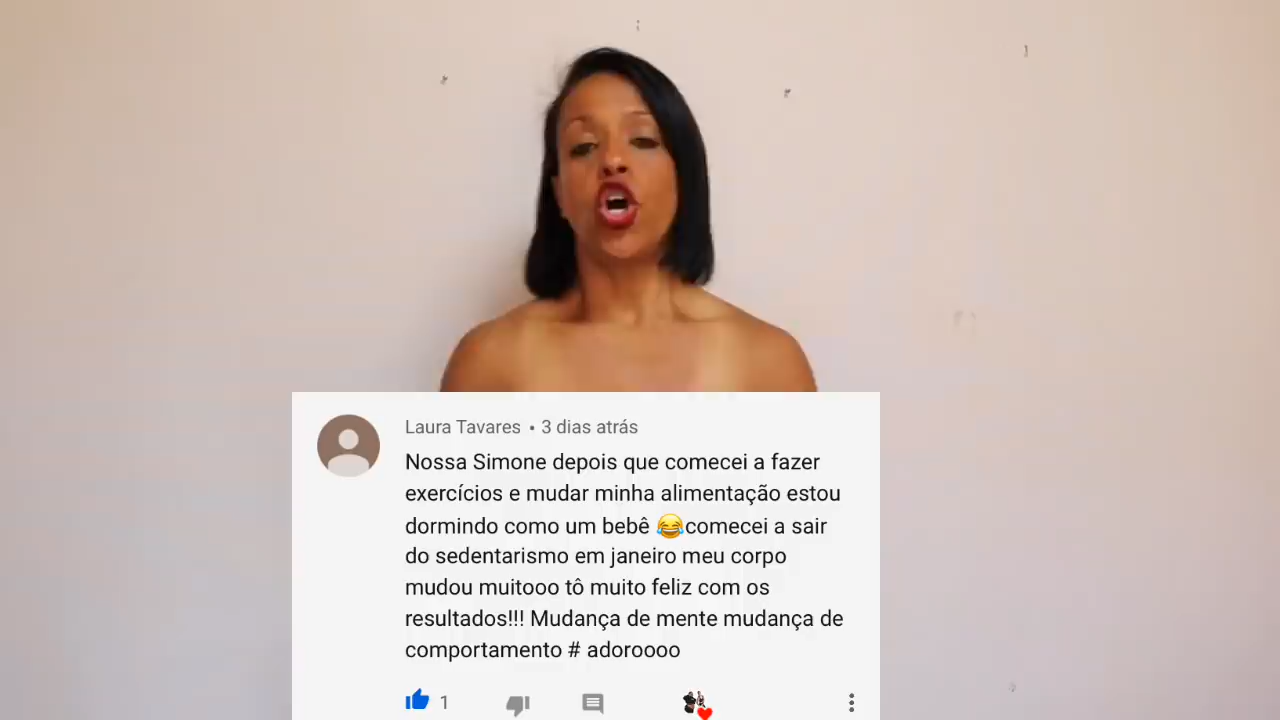 Laura Tavares • 3 dias atrás
Nossa Simone depois que comecei a fazer
exercícios e mudar minha alimentação estou
dormindo como um bebê 😂comecei a sair
do sedentarismo em janeiro meu corpo
mudou muitooo tô muito feliz com os
resultados!!! Mudança de mente mudança de
comportamento # adoroooo
1